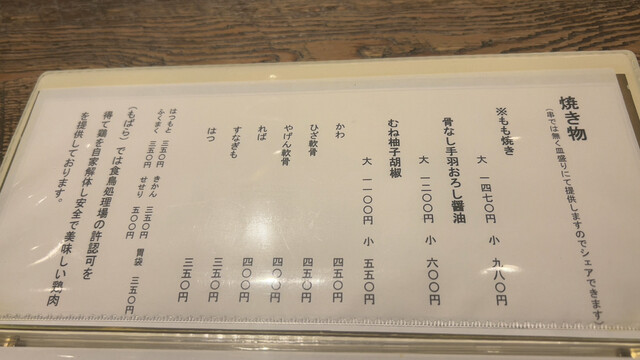 焼き物
(串では無く皿盛りにて提供しますのでシェアできます)
※もも焼き
大 一四七〇円 小 九八〇円
骨なし手羽おろし醤油
大 一二〇〇円 小 六〇〇円
むね柚子胡椒
大 一一〇〇円 小 五五〇円
かわ 四五〇円
ひざ軟骨 四五〇円
やげん軟骨 四〇〇円
れば 四〇〇円
すなぎも 三五〇円
はつ 三五〇円
はつもと 三五〇円 きかん 三五〇円 胃袋 三五〇円
ふくまく 三五〇円 せせり 五〇〇円
(もばら)では食鳥処理場の許認可を
得て鶏を自家解体し安全で美味しい鶏肉
を提供しております。